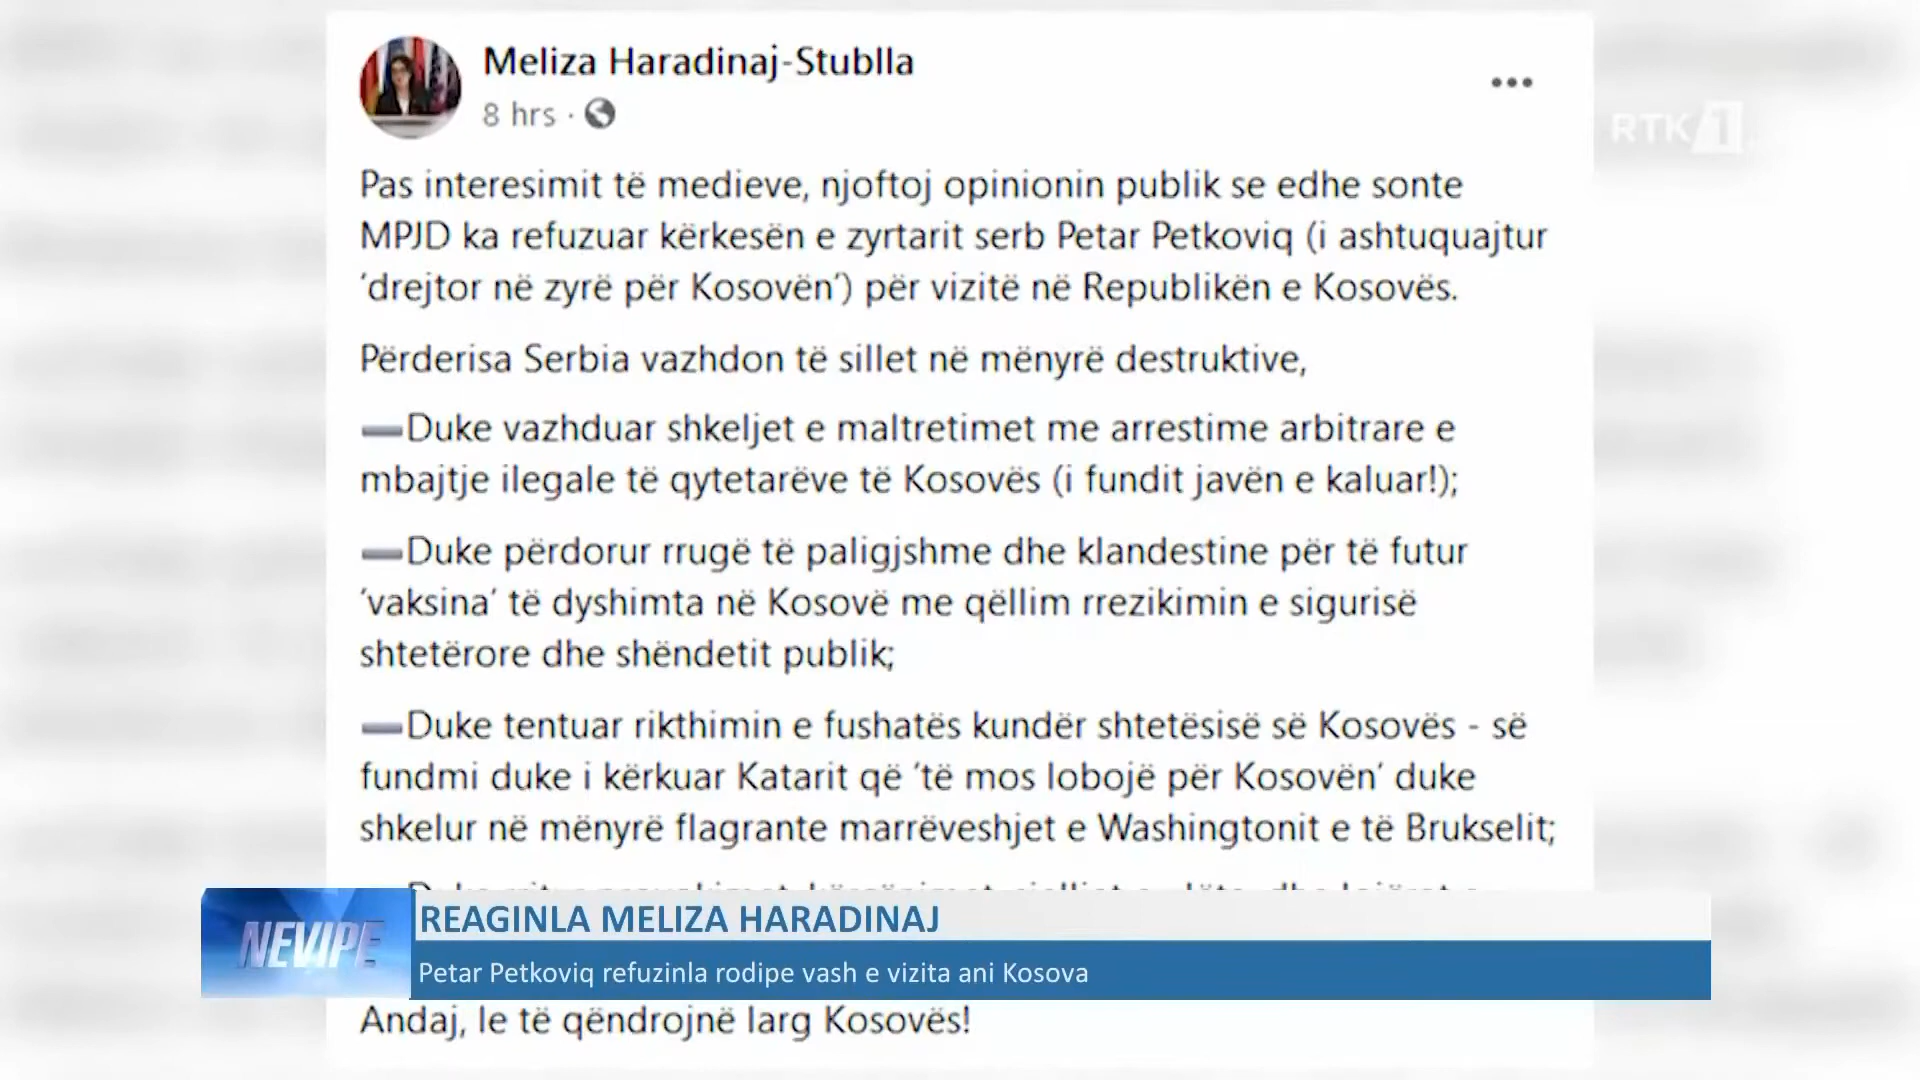 Meliza Haradinaj-Stublla
8 hrs ·
RTK 1
Pas interesimit të medieve, njoftoj opinionin publik se edhe sonte
MPJD ka refuzuar kërkesën e zyrtarit serb Petar Petkoviq (i ashtuquajtur
‘drejtor në zyrë për Kosovën’) për vizitë në Republikën e Kosovës.
Përderisa Serbia vazhdon të sillet në mënyrë destruktive,
➖Duke vazhduar shkeljet e maltretimet me arrestime arbitrare e
mbajtje ilegale të qytetarëve të Kosovës (i fundit javën e kaluar!);
➖Duke përdorur rrugë të paligjshme dhe klandestine për të futur
‘vaksina’ të dyshimta në Kosovë me qëllim rrezikimin e sigurisë
shtetërore dhe shëndetit publik;
➖Duke tentuar rikthimin e fushatës kundër shtetësisë së Kosovës - së
fundmi duke i kërkuar Katarit që ‘të mos lobojë për Kosovën’ duke
shkelur në mënyrë flagrante marrëveshjet e Washingtonit e të Brukselit;
NEVIPE
REAGINLA MELIZA HARADINAJ
Petar Petkoviq refuzinla rodipe vash e vizita ani Kosova
Andaj, le të qëndrojnë larg Kosovës!